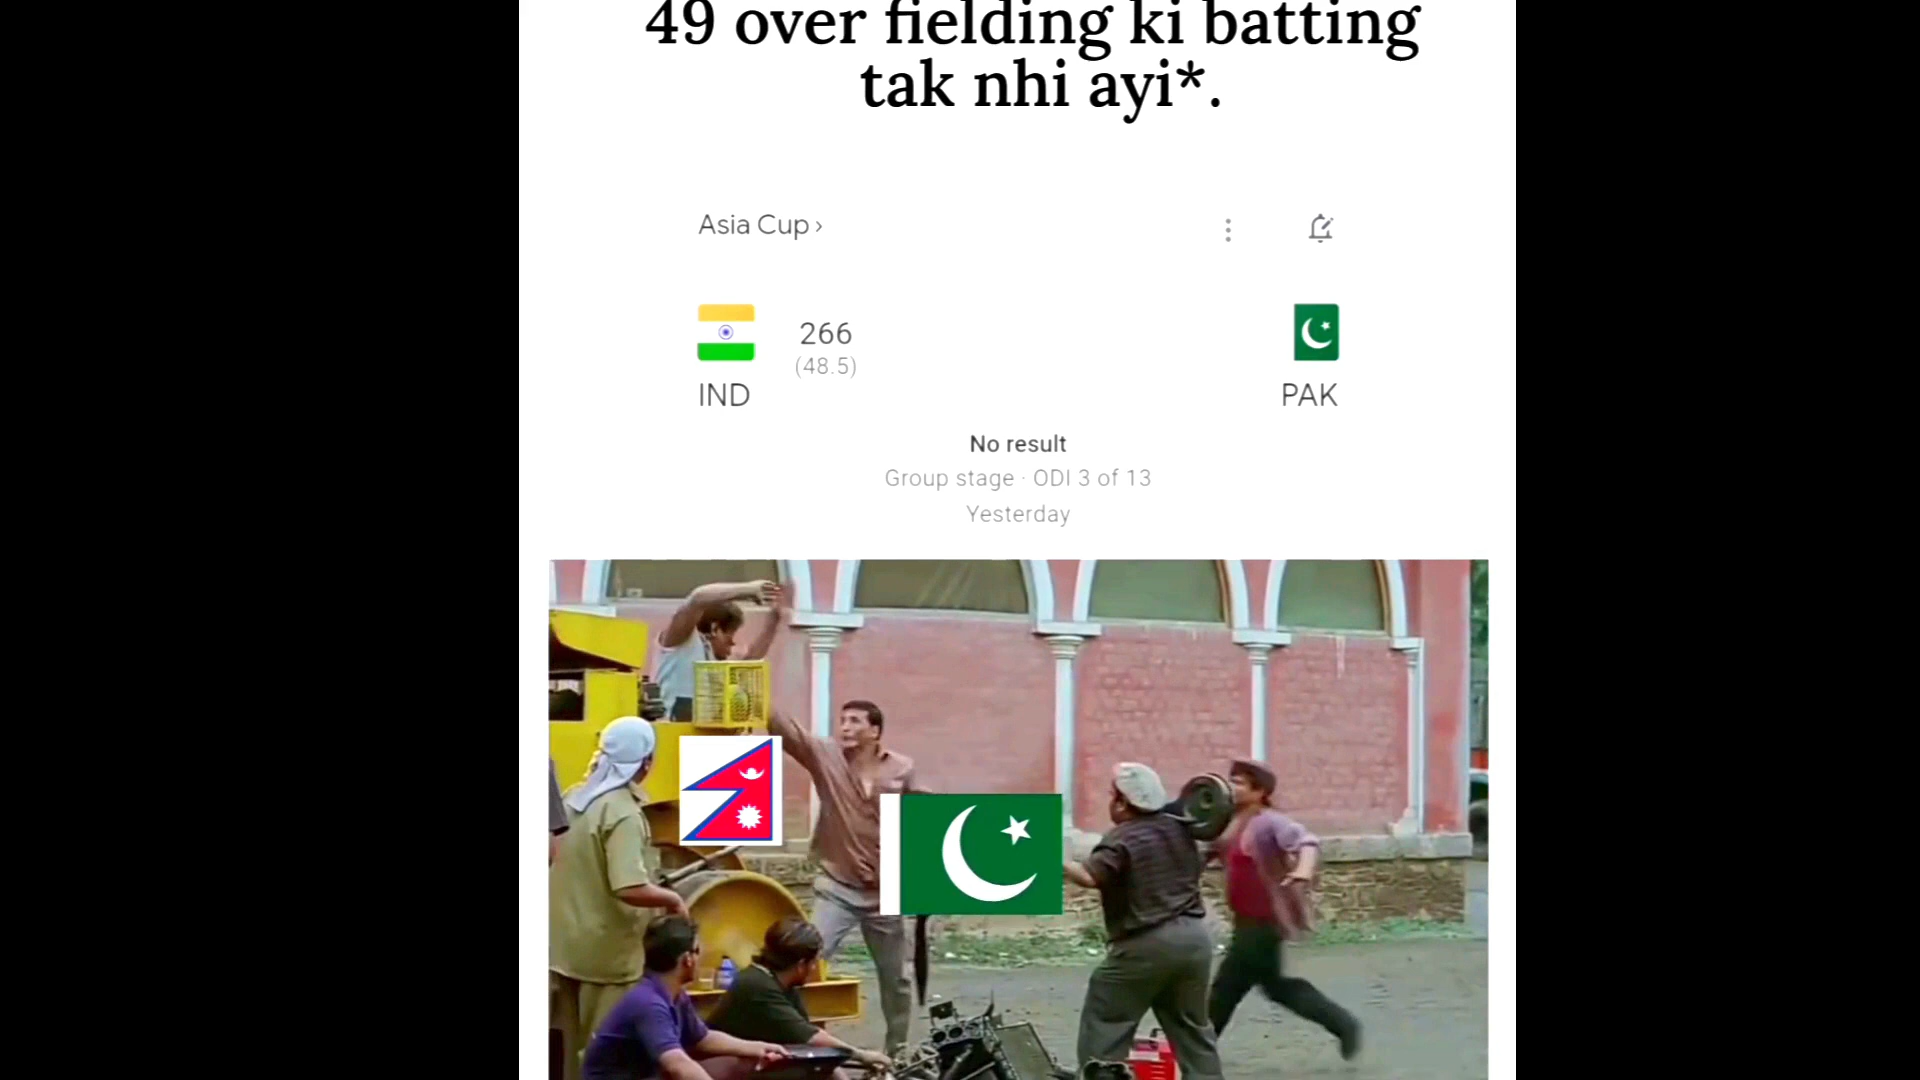 49 over fielding ki batting
tak nhi ayi*.
Asia Cup ›
266
(48.5)
IND
PAK
No result
Group stage · ODI 3 of 13
Yesterday